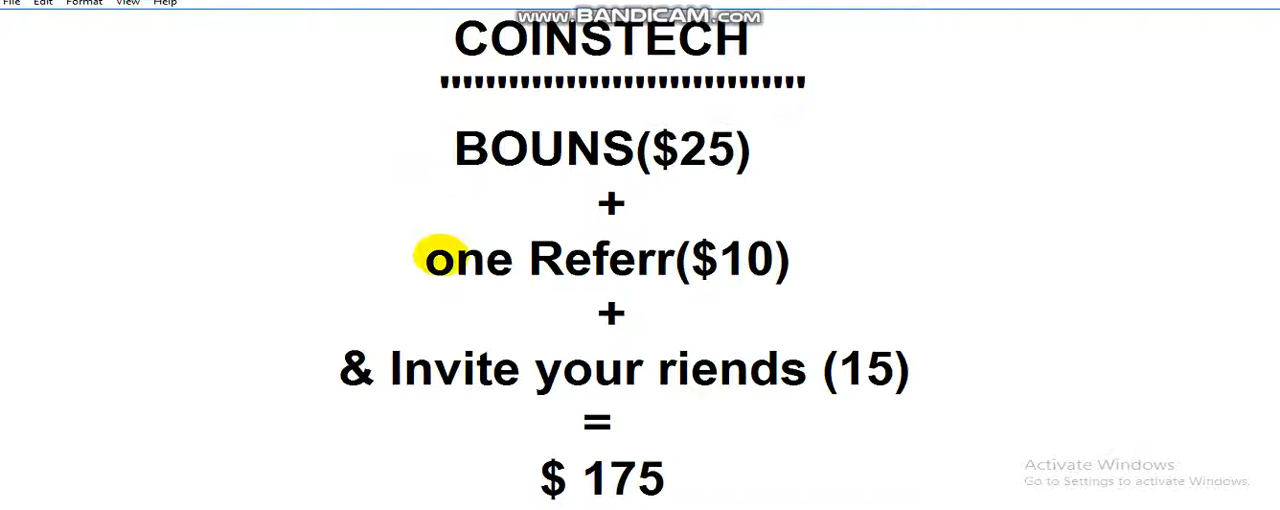 File Edit Format View Help
www.BANDICAM.com
COINSTECH
""""""""""""""""
BOUNS($25)
+
one Referr($10)
+
& Invite your riends (15)
=
$ 175
Activate Windows
Go to Settings to activate Windows.